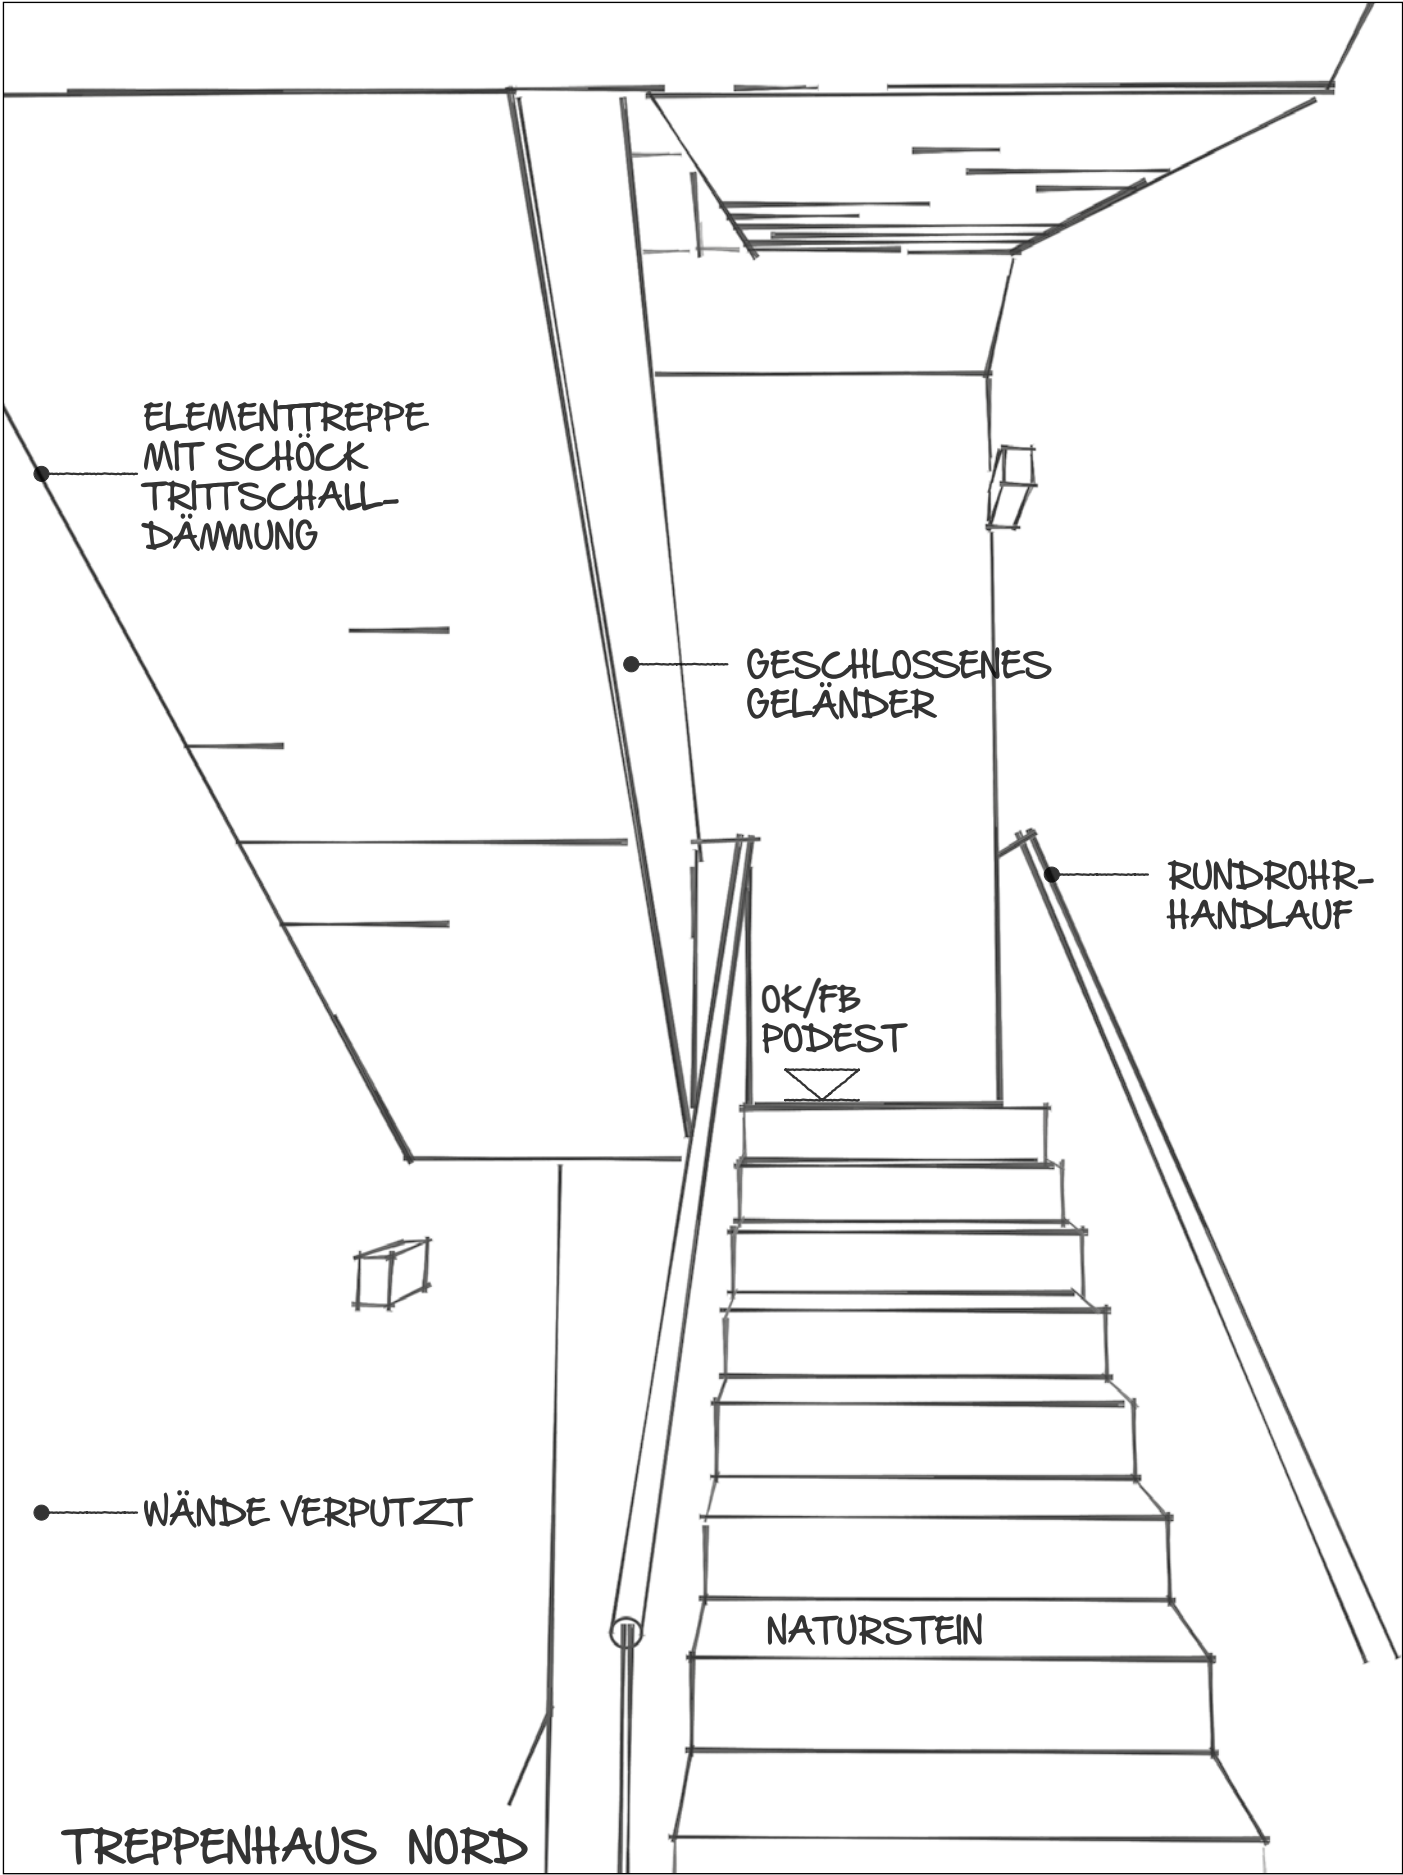 ELEMENTTREPPE
MIT SCHÖCK
TRITTSCHALL-
DÄMMUNG
GESCHLOSSENES
GELÄNDER
RUNDROHR-
HANDLAUF
OK/FB
PODEST
WÄNDE VERPUTZT
NATURSTEIN
TREPPENHAUS NORD